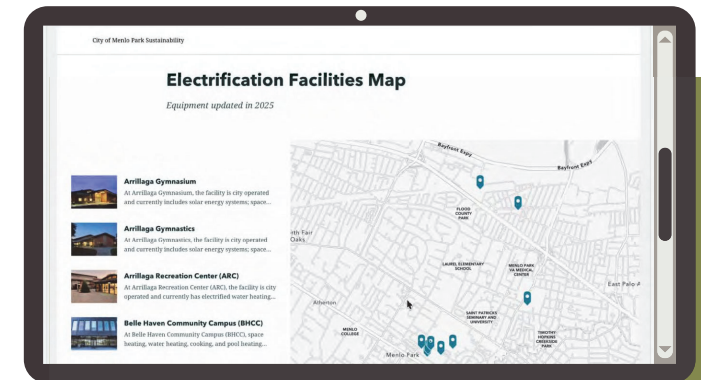 City of Menlo Park Sustainability
Electrification Facilities Map
Equipment updated in 2025
Arrillaga Gymnasium
At Arrillaga Gymnasium, the facility is city operated
and currently includes solar energy systems; space...
Arrillaga Gymnastics
At Arrillaga Gymnastics, the facility is city operated
and currently includes solar energy systems; space...
Arrillaga Recreation Center (ARC)
At Arrillaga Recreation Center (ARC), the facility is city
operated and currently has electrified water heating...
Belle Haven Community Campus (BHCC)
At Belle Haven Community Campus (BHCC), space
heating, water heating, cooking, and pool heating...
Bayfront Expy
Bayfront Expy
FLOOD
COUNTY
PARK
rth Fair
Oaks
LAUREL ELEMENTARY
SCHOOL
MENLO PARK
VA MEDICAL
CENTER
East Palo A
Atherton
SAINT PATRICKS
SEMINARY AND
UNIVERSITY
MENLO
COLLEGE
TIMOTHY
HOPKINS
CREEKSIDE
PARK
Menlo Park